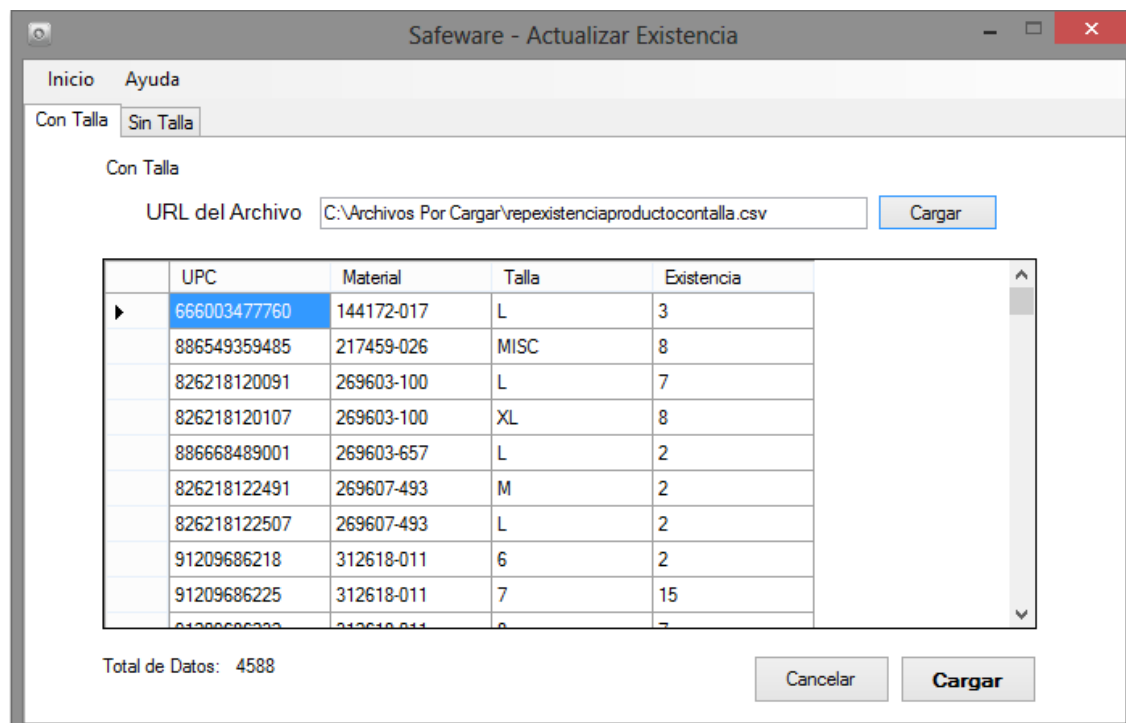 Safeware - Actualizar Existencia
Inicio Ayuda
Con Talla Sin Talla
Con Talla
URL del Archivo C:\Archivos Por Cargar\repexistenciaproductocontalla.csv Cargar
UPC Material Talla Existencia
666003477760 144172-017 L 3
886549359485 217459-026 MISC 8
826218120091 269603-100 L 7
826218120107 269603-100 XL 8
886668489001 269603-657 L 2
826218122491 269607-493 M 2
826218122507 269607-493 L 2
91209686218 312618-011 6 2
91209686225 312618-011 7 15
Total de Datos: 4588
Cancelar Cargar